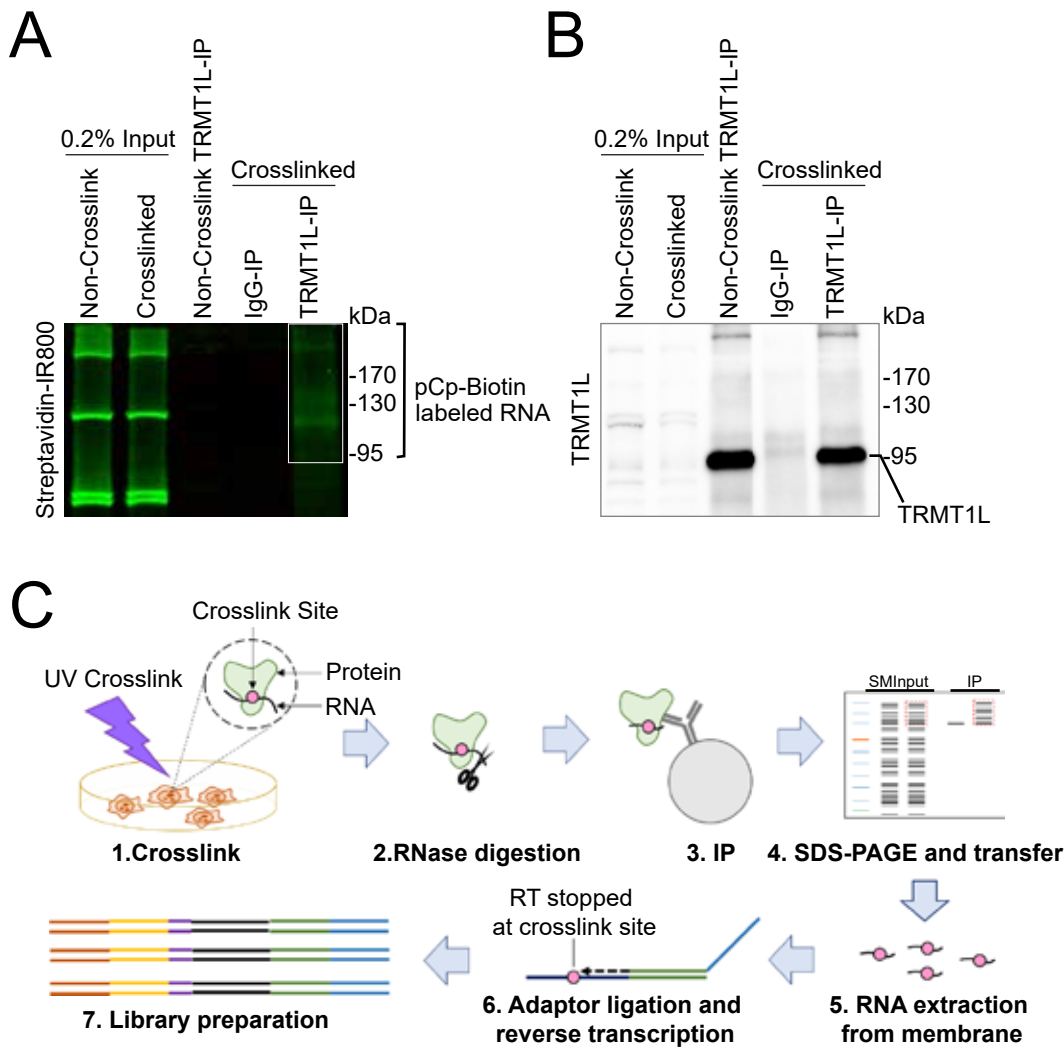 A
0.2% Input
Non-Crosslink
Crosslinked
Non-Crosslink TRMT1L-IP
Crosslinked
IgG-IP
TRMT1L-IP
kDa
-170
-130
-95
Streptavidin-IR800
pCp-Biotin
labeled RNA
B
0.2% Input
Non-Crosslink
Crosslinked
Non-Crosslink TRMT1L-IP
Crosslinked
IgG-IP
TRMT1L-IP
kDa
-170
-130
-95
TRMT1L
TRMT1L
C
Crosslink Site
UV Crosslink
Protein
RNA
SMInput
IP
1.Crosslink
2.RNase digestion
3. IP
4. SDS-PAGE and transfer
RT stopped
at crosslink site
7. Library preparation
6. Adaptor ligation and
reverse transcription
5. RNA extraction
from membrane